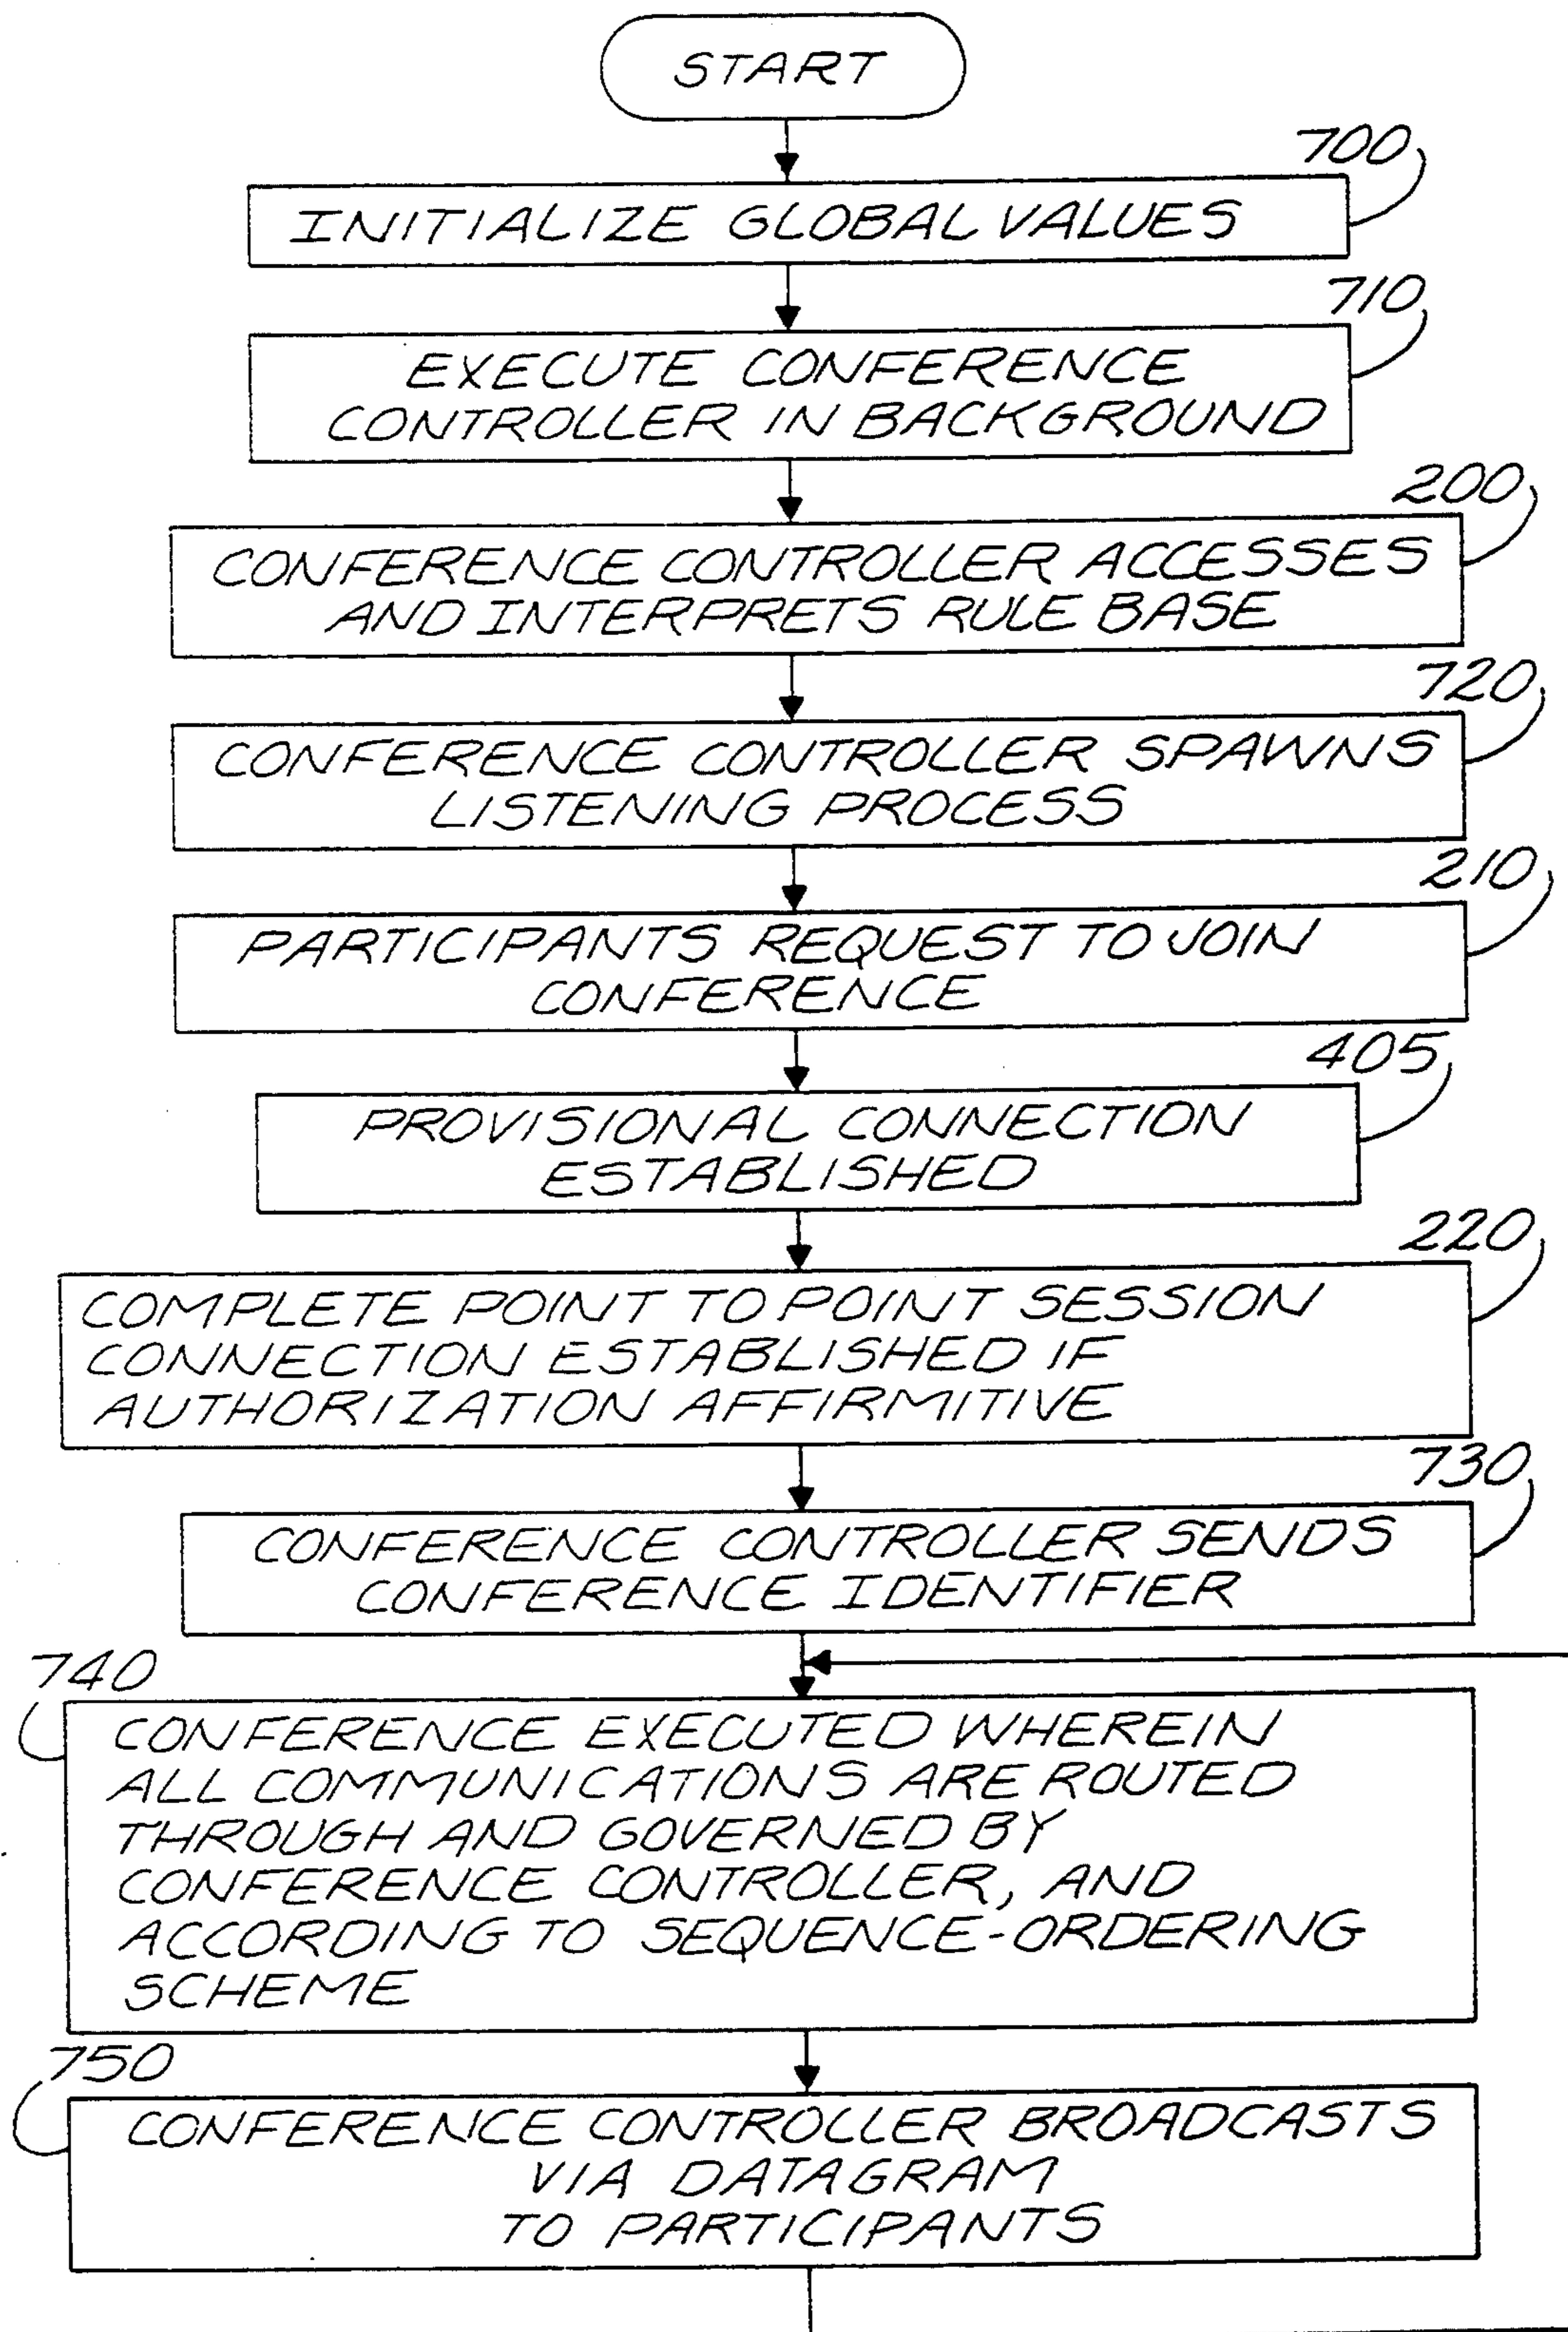 START
700
INITIALIZE GLOBAL VALUES
710
EXECUTE CONFERENCE
CONTROLLER IN BACKGROUND
200
CONFERENCE CONTROLLER ACCESSES
AND INTERPRETS RULE BASE
720
CONFERENCE CONTROLLER SPAWNS
LISTENING PROCESS
210
PARTICIPANTS REQUEST TO JOIN
CONFERENCE
405
PROVISIONAL CONNECTION
ESTABLISHED
220
COMPLETE POINT TO POINT SESSION
CONNECTION ESTABLISHED IF
AUTHORIZATION AFFIRMITIVE
730
CONFERENCE CONTROLLER SENDS
CONFERENCE IDENTIFIER
740
CONFERENCE EXECUTED WHEREIN
ALL COMMUNICATIONS ARE ROUTED
THROUGH AND GOVERNED BY
CONFERENCE CONTROLLER, AND
ACCORDING TO SEQUENCE-ORDERING
SCHEME
750
CONFERENCE CONTROLLER BROADCASTS
VIA DATAGRAM
TO PARTICIPANTS